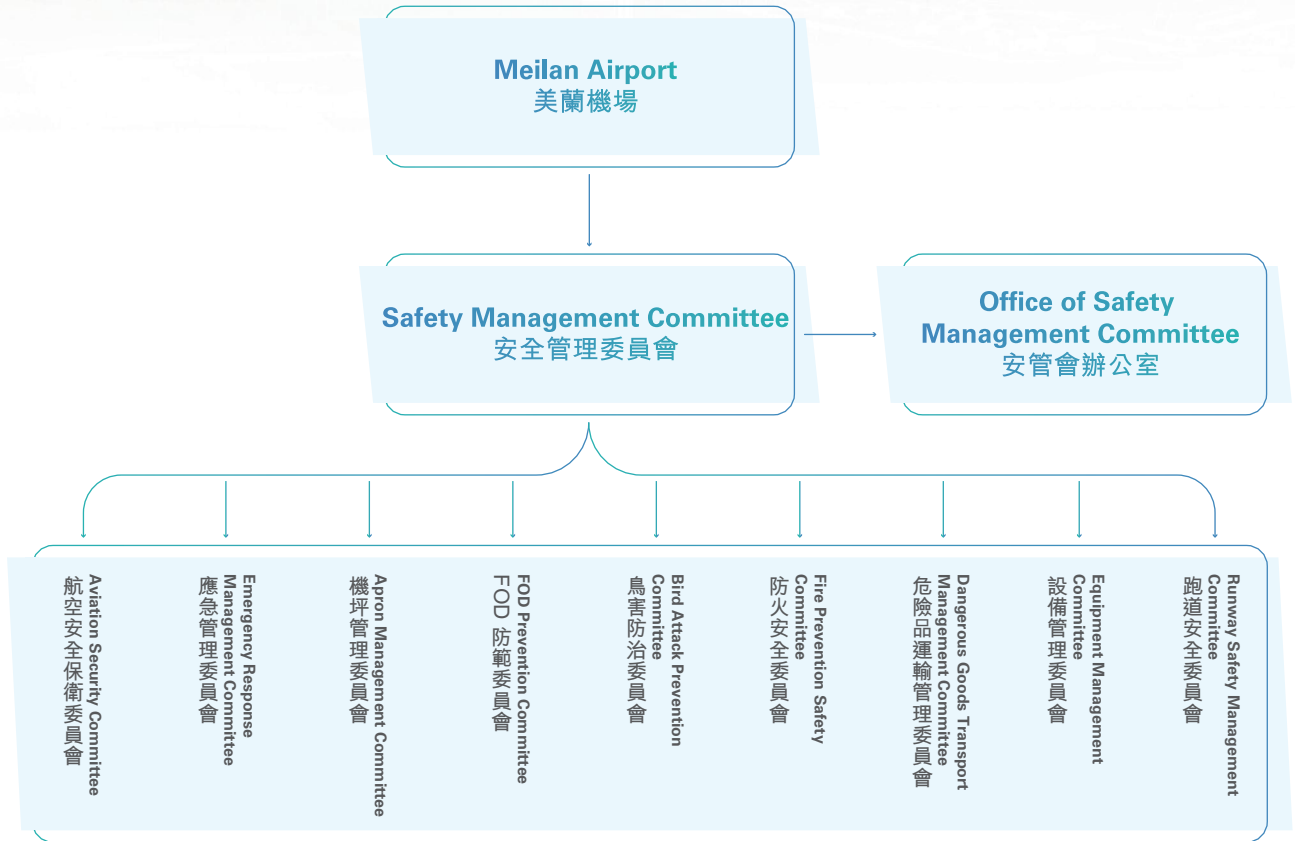 Meilan Airport
美蘭機場
Safety Management Committee
安全管理委員會
Office of Safety
Management Committee
安管會辦公室
Aviation Security Committee
航空安全保衛委員會
Emergency Response
Management Committee
應急管理委員會
Apron Management Committee
機坪管理委員會
FOD Prevention Committee
FOD 防範委員會
Bird Attack Prevention
Committee
鳥害防治委員會
Fire Prevention Safety
Committee
防火安全委員會
Dangerous Goods Transport
Management Committee
危險品運輸管理委員會
Equipment Management
Committee
設備管理委員會
Runway Safety Management
Committee
跑道安全委員會